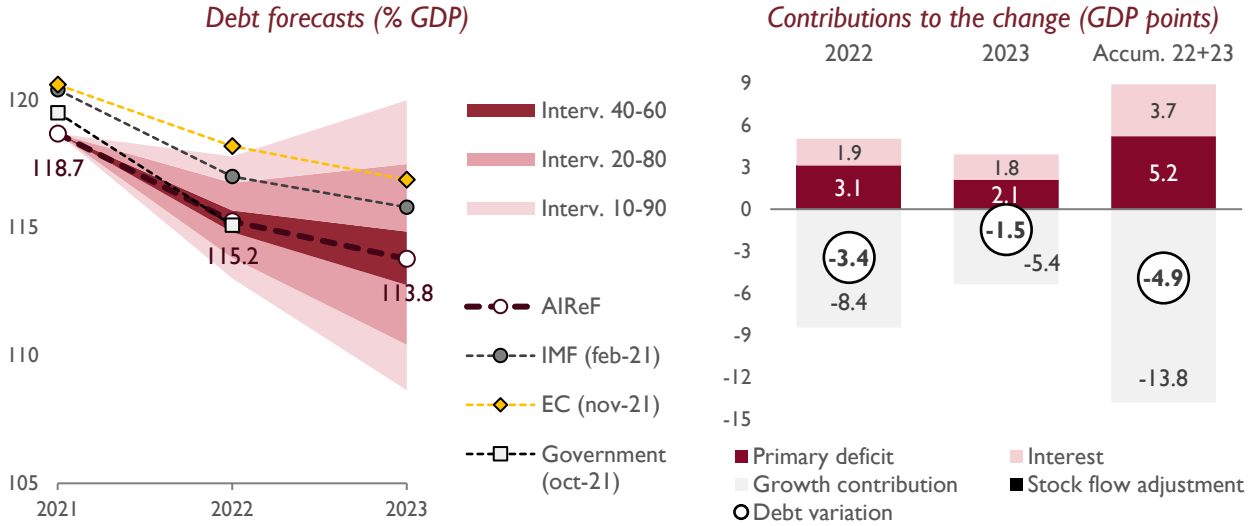 Debt forecasts (% GDP)
120
115
110
105
2021
2022
2023
118.7
115.2
113.8
Interv. 40-60
Interv. 20-80
Interv. 10-90
AIReF
IMF (feb-21)
EC (nov-21)
Government
(oct-21)
Contributions to the change (GDP points)
2022
2023
Accum. 22+23
9
6
3
0
-3
-6
-9
-12
-15
1.9
3.1
-3.4
-8.4
1.8
2.1
-1.5
-5.4
3.7
5.2
-4.9
-13.8
Primary deficit
Interest
Growth contribution
Stock flow adjustment
Debt variation